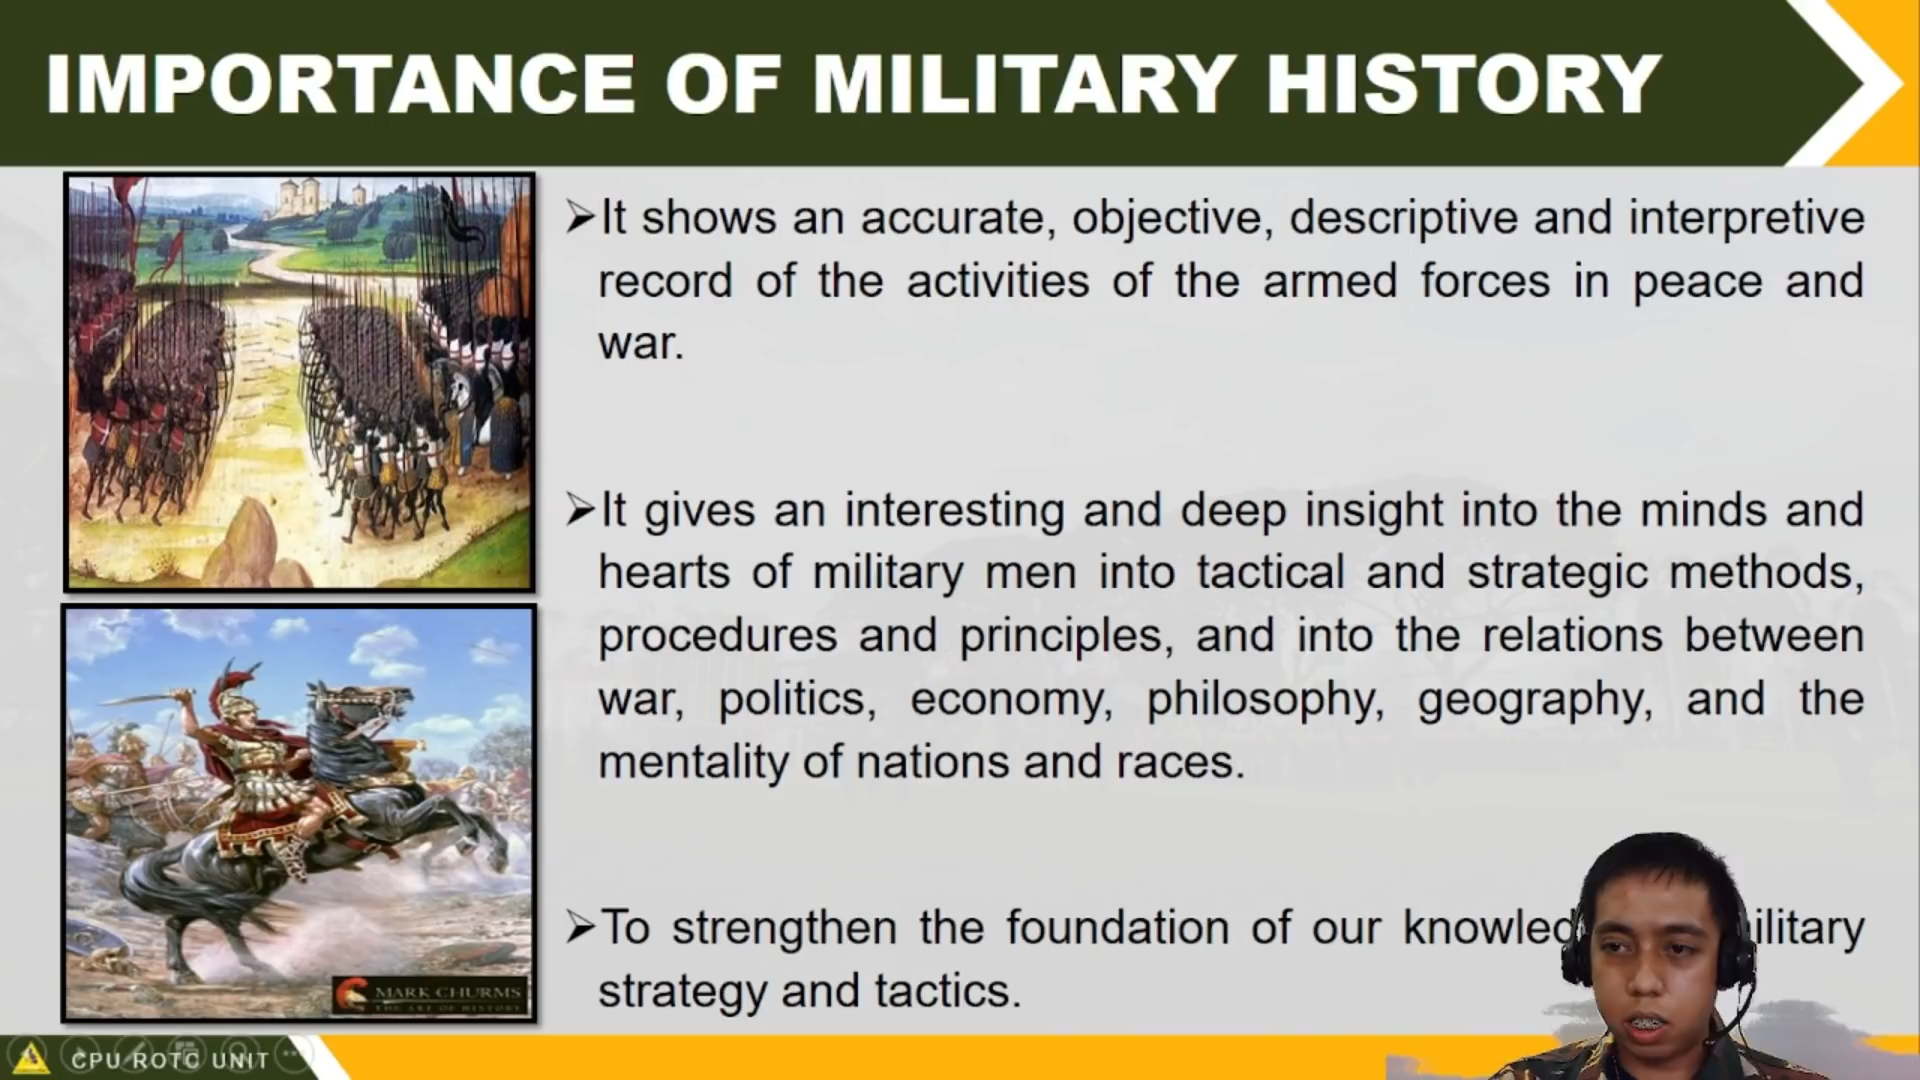 IMPORTANCE OF MILITARY HISTORY
It shows an accurate, objective, descriptive and interpretive
record of the activities of the armed forces in peace and
war.
It gives an interesting and deep insight into the minds and
hearts of military men into tactical and strategic methods,
procedures and principles, and into the relations between
war, politics, economy, philosophy, geography, and the
mentality of nations and races.
To strengthen the foundation of our knowled ilitary
strategy and tactics.
MARK CHURMS
THE ART OF HISTORY
CPU ROTC UNIT